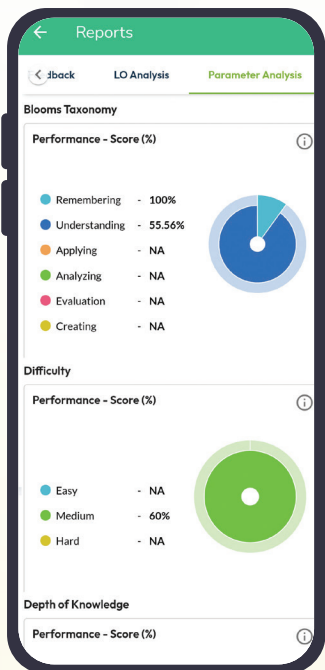 Reports
dback
LO Analysis
Parameter Analysis
Blooms Taxonomy
Performance - Score (%)
Remembering - 100%
Understanding - 55.56%
Applying - NA
Analyzing - NA
Evaluation - NA
Creating - NA
Difficulty
Performance - Score (%)
Easy - NA
Medium - 60%
Hard - NA
Depth of Knowledge
Performance - Score (%)